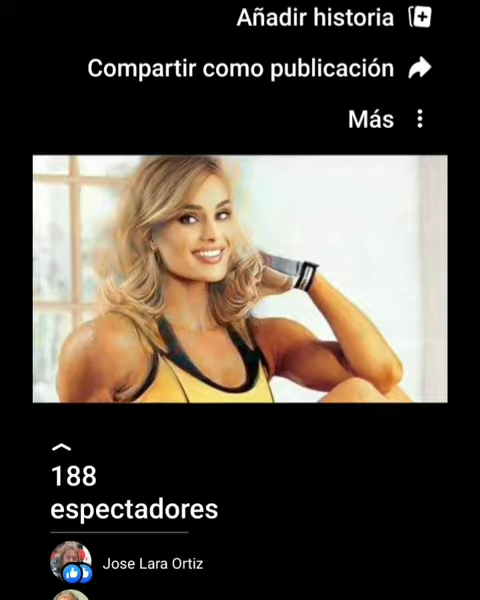 Añadir historia
Compartir como publicación
Más
188
espectadores
Jose Lara Ortiz